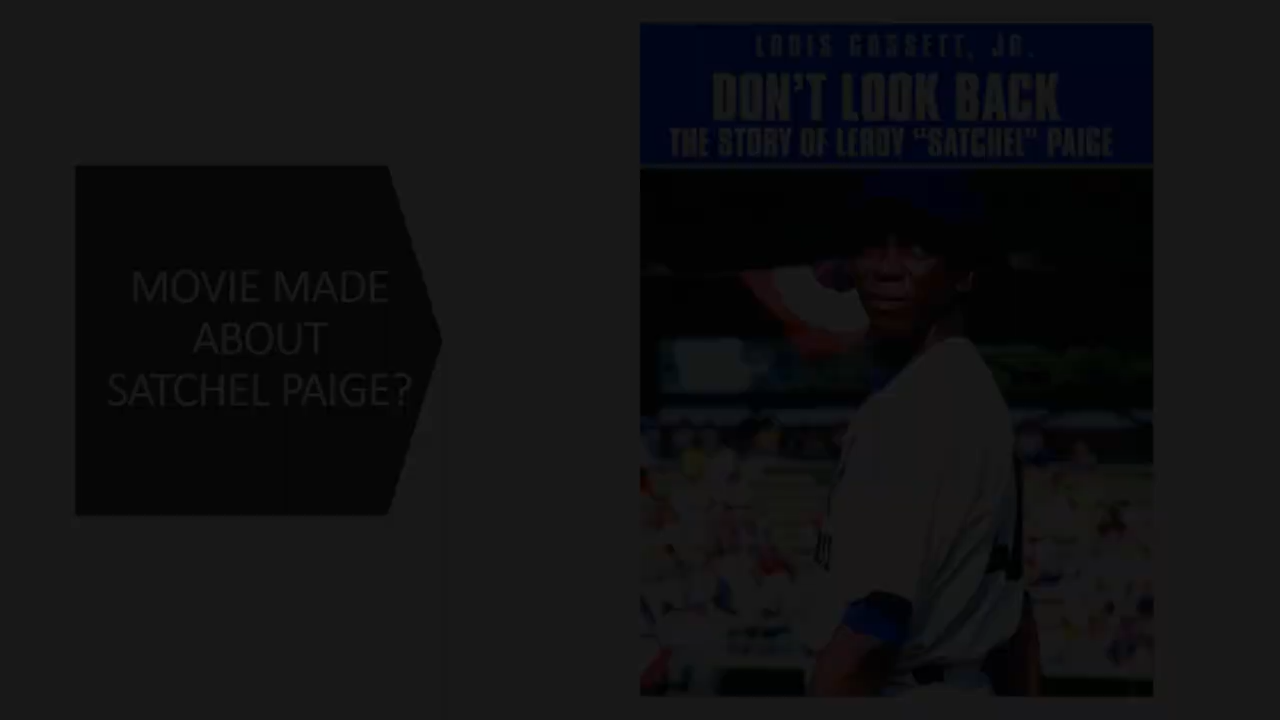 MOVIE MADE
ABOUT
SATCHEL PAIGE?
LOUIS GOSSETT, JR.
DON'T LOOK BACK
THE STORY OF LEROY "SATCHEL" PAIGE